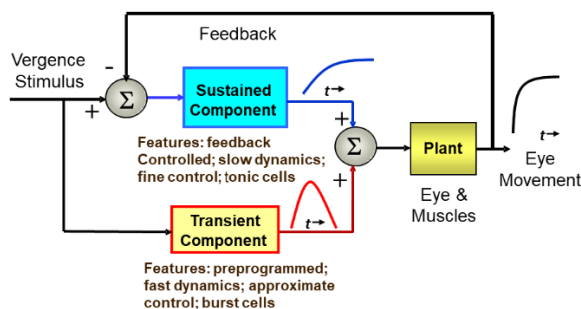 Feedback
Vergence
Stimulus
-
+
Σ
Sustained
Component
t→
Features: feedback
Controlled; slow dynamics;
fine control; tonic cells
+
Σ
+
Plant
Eye &
Muscles
t→
Eye
Movement
Transient
Component
t→
Features: preprogrammed;
fast dynamics; approximate
control; burst cells